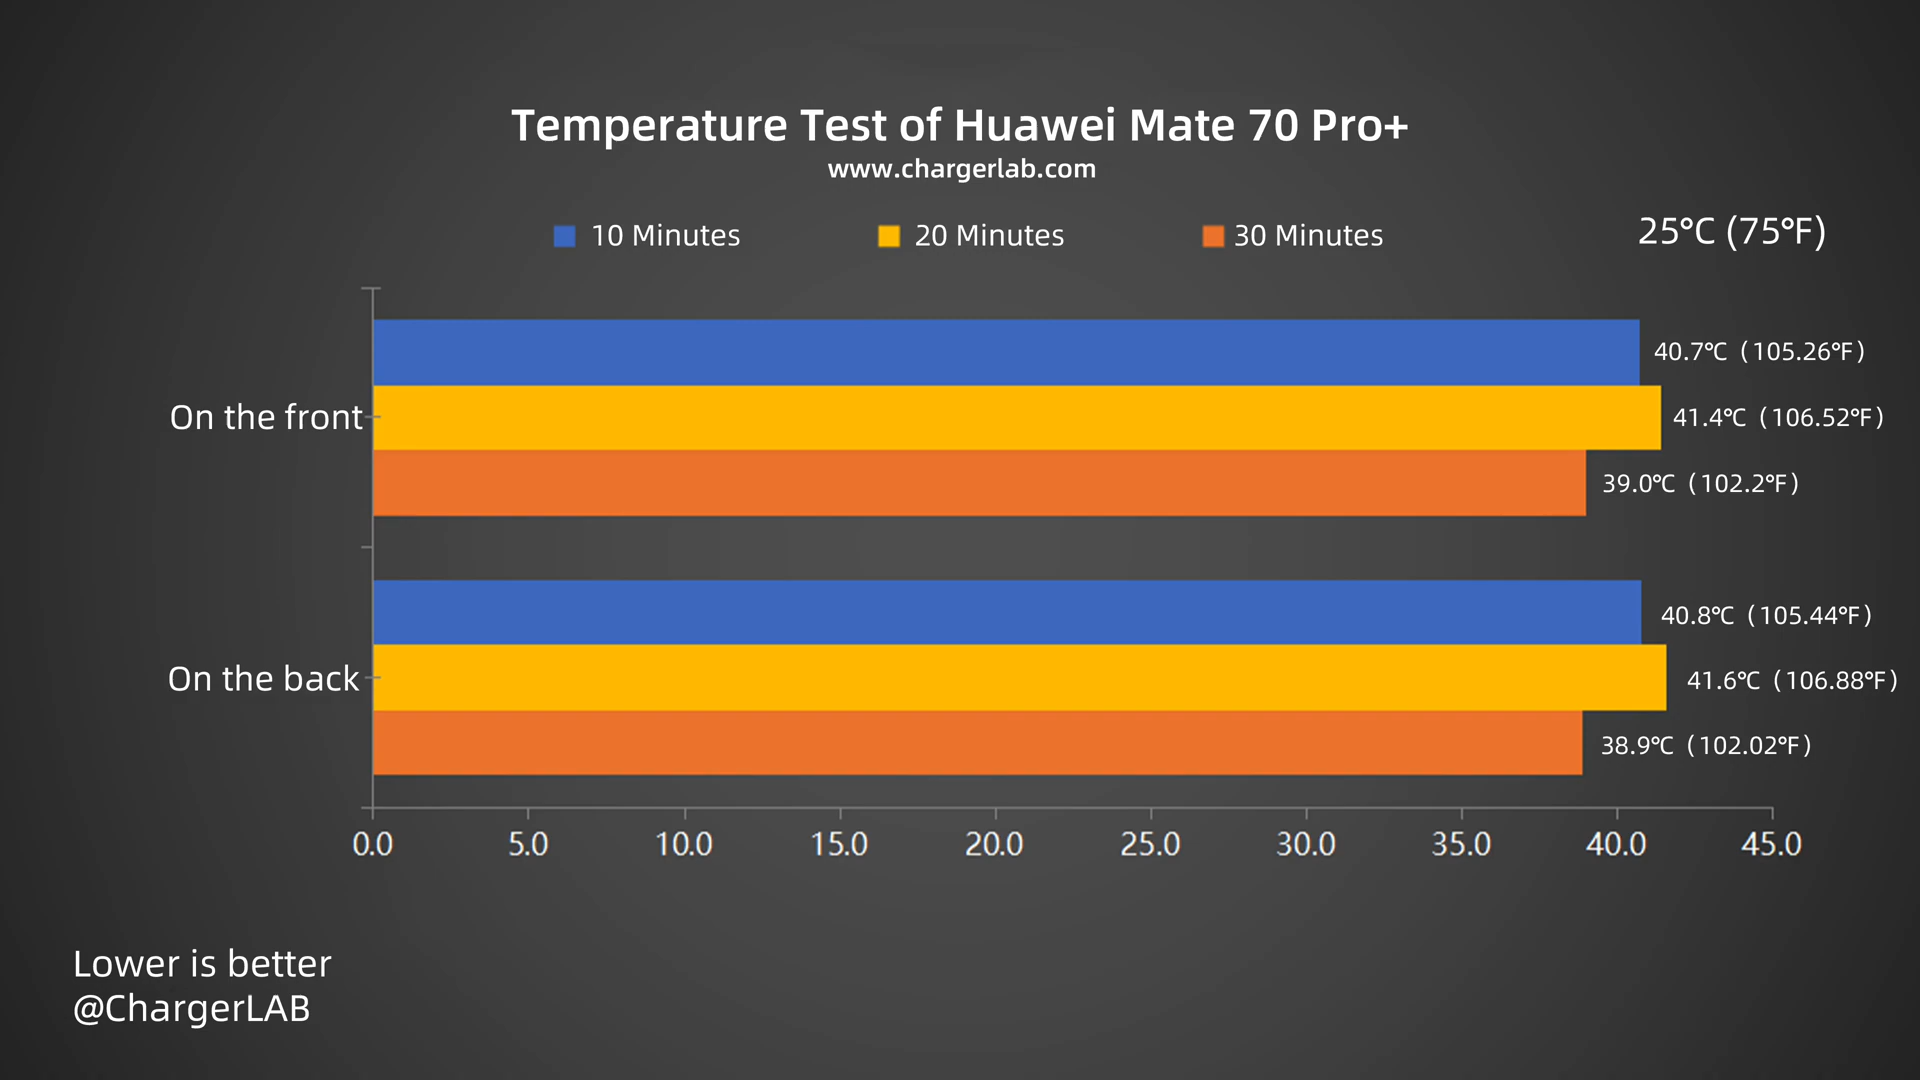 Temperature Test of Huawei Mate 70 Pro+
www.chargerlab.com
10 Minutes 20 Minutes 30 Minutes
25℃ (75℉)
40.7℃ (105.26℉)
On the front 41.4℃ (106.52℉)
39.0℃ (102.2℉)
40.8℃ (105.44℉)
On the back 41.6℃ (106.88℉)
38.9℃ (102.02℉)
0.0 5.0 10.0 15.0 20.0 25.0 30.0 35.0 40.0 45.0
Lower is better
@ChargerLAB